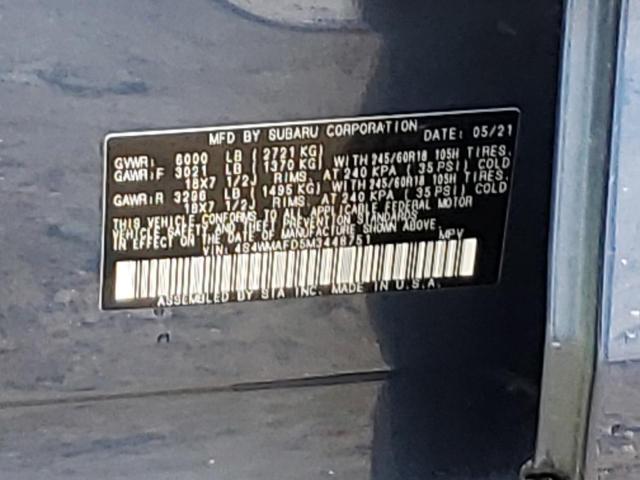 MFD BY SUBARU CORPORATION DATE: 05/21
GVWR: 6000 LB ( 2721 KG)
GAWR:F 3021 LB ( 1370 KG) WITH 245/60R18 105H TIRES,
18X7 1/2J RIMS, AT 240 KPA ( 35 PSI) COLD
GAWR:R 3296 LB ( 1495 KG) WITH 245/60R18 105H TIRES,
18X7 1/2J RIMS, AT 240 KPA ( 35 PSI) COLD
THIS VEHICLE CONFORMS TO ALL APPLICABLE FEDERAL MOTOR
VEHICLE SAFETY AND THEFT PREVENTION STANDARDS
IN EFFECT ON THE DATE OF MANUFACTURE SHOWN ABOVE
VIN: 4S4WMAFD5M3448751 MPV
ASSEMBLED BY SIA INC. MADE IN U.S.A.